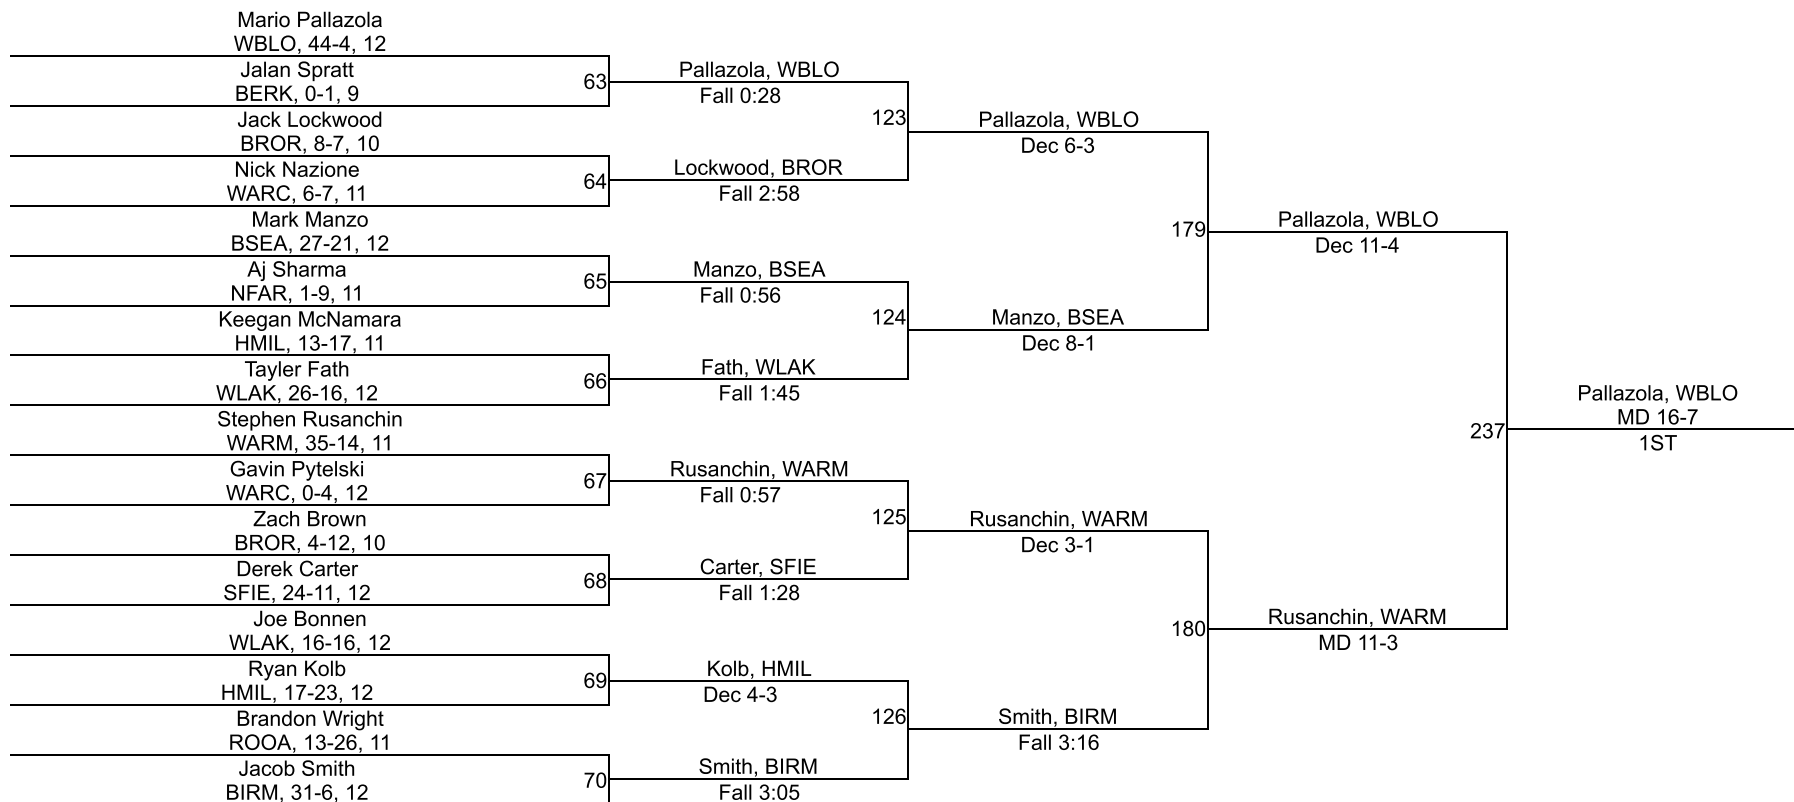 Mario Pallazola
WBLO, 44-4, 12
Jalan Spratt
BERK, 0-1, 9
Jack Lockwood
BROR, 8-7, 10
Nick Nazione
WARC, 6-7, 11
Mark Manzo
BSEA, 27-21, 12
Aj Sharma
NFAR, 1-9, 11
Keegan McNamara
HMIL, 13-17, 11
Tayler Fath
WLAK, 26-16, 12
Stephen Rusanchin
WARM, 35-14, 11
Gavin Pytelski
WARC, 0-4, 12
Zach Brown
BROR, 4-12, 10
Derek Carter
SFIE, 24-11, 12
Joe Bonnen
WLAK, 16-16, 12
Ryan Kolb
HMIL, 17-23, 12
Brandon Wright
ROOA, 13-26, 11
Jacob Smith
BIRM, 31-6, 12
63
64
65
66
67
68
69
70
Pallazola, WBLO
Fall 0:28
Lockwood, BROR
Fall 2:58
Manzo, BSEA
Fall 0:56
Fath, WLAK
Fall 1:45
Rusanchin, WARM
Fall 0:57
Carter, SFIE
Fall 1:28
Kolb, HMIL
Dec 4-3
Smith, BIRM
Fall 3:05
123
124
125
126
Pallazola, WBLO
Dec 6-3
Manzo, BSEA
Dec 8-1
Rusanchin, WARM
Dec 3-1
Smith, BIRM
Fall 3:16
179
180
Pallazola, WBLO
Dec 11-4
Rusanchin, WARM
MD 11-3
237
Pallazola, WBLO
MD 16-7
1ST